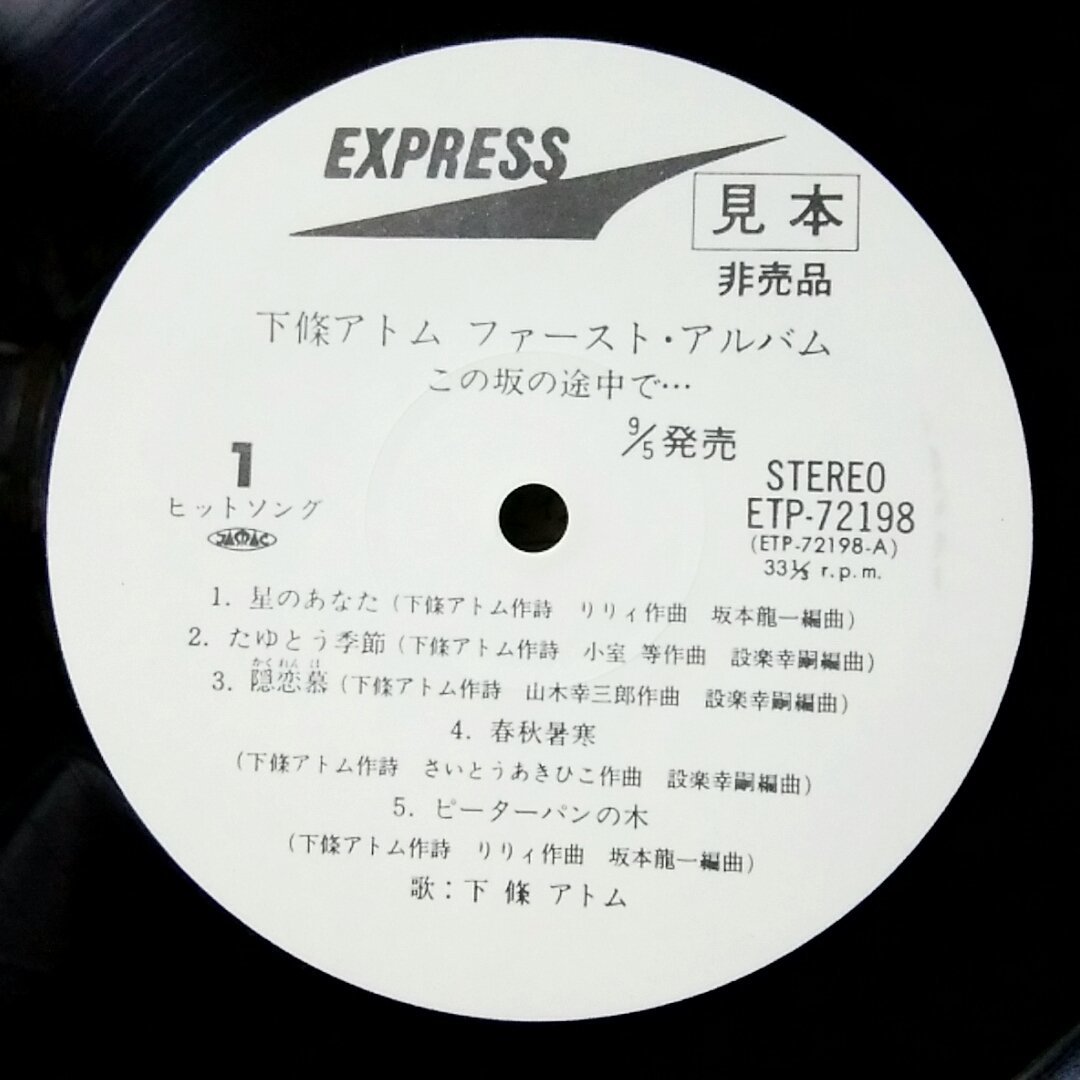 EXPRESS
見本
非売品
下條アトム ファースト・アルバム
この坂の途中で…
9/5発売
1
ヒットソング
JASRAC
STEREO
ETP-72198
(ETP-72198-A)
33⅓ r.p.m.
1. 星のあなた (下條アトム作詩 りりィ作曲 坂本龍一編曲)
2. たゆとう季節 (下條アトム作詩 小室 等作曲 設楽幸嗣編曲)
かくれんぼ
3. 隠恋慕 (下條アトム作詩 山木幸三郎作曲 設楽幸嗣編曲)
4. 春秋暑寒
(下條アトム作詩 さいとうあきひこ作曲 設楽幸嗣編曲)
5. ピーターパンの木
(下條アトム作詩 りりィ作曲 坂本龍一編曲)
歌：下 條 アトム